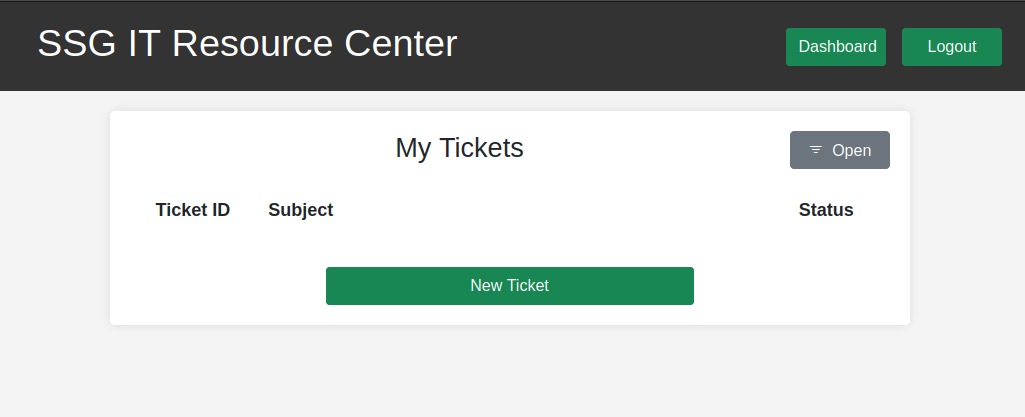 SSG IT Resource Center
Dashboard
Logout
My Tickets
Open
Ticket ID
Subject
Status
New Ticket